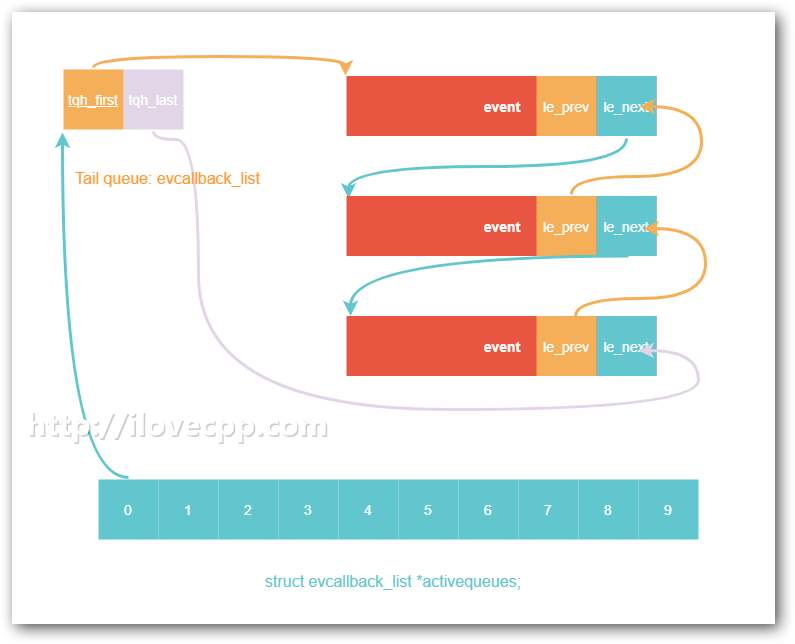 tqh_first tqh_last
event le_prev le_next
Tail queue: evcallback_list
event le_prev le_next
event le_prev le_next
http://ilovecpp.com
0 1 2 3 4 5 6 7 8 9
struct evcallback_list *activequeues;